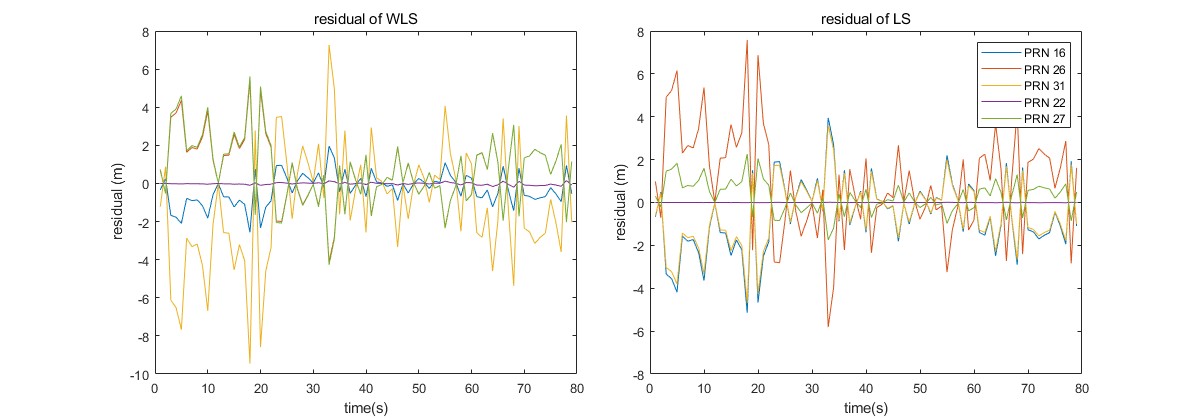 residual of WLS
8
6
4
2
0
-2
-4
-6
-8
-10
residual (m)
0 10 20 30 40 50 60 70 80
time(s)
residual of LS
8
6
4
2
0
-2
-4
-6
-8
residual (m)
0 10 20 30 40 50 60 70 80
time(s)
PRN 16
PRN 26
PRN 31
PRN 22
PRN 27